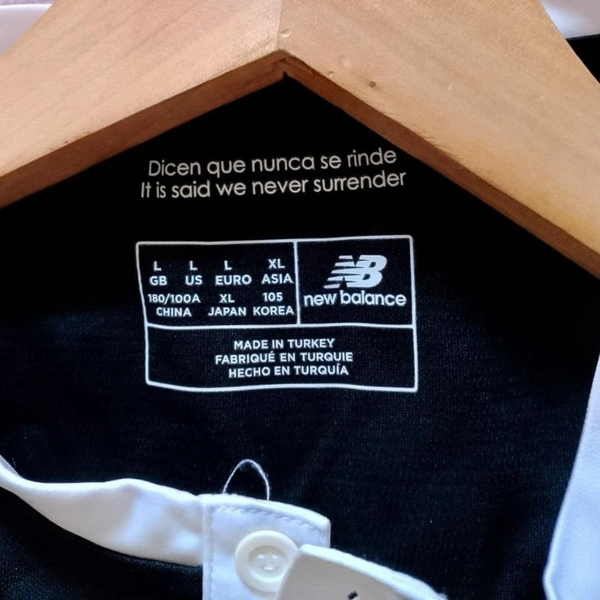 Dicen que nunca se rinde
It is said we never surrender
L L L XL
GB US EURO ASIA
180/100A XL 105
CHINA JAPAN KOREA
NB
new balance
MADE IN TURKEY
FABRIQUÉ EN TURQUIE
HECHO EN TURQUÍA